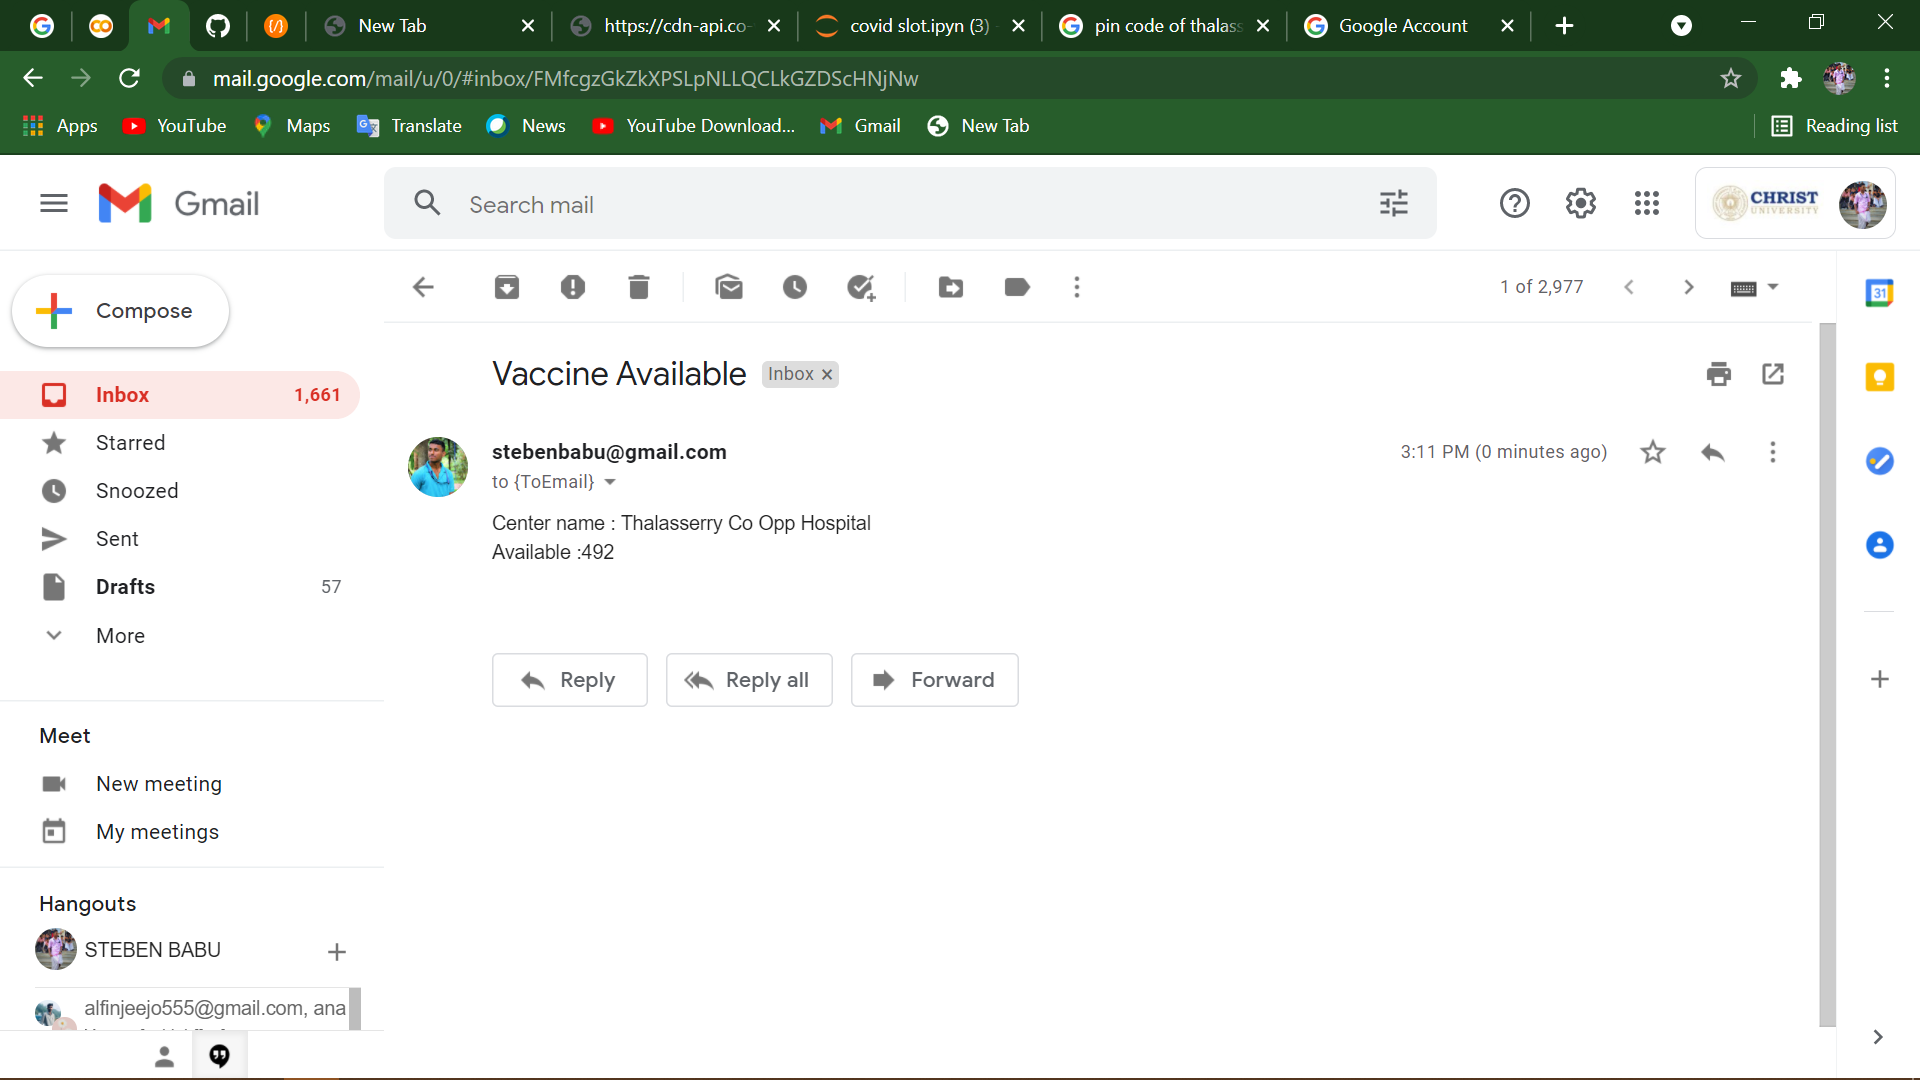 New Tab
https://cdn-api.co-
covid slot.ipyn (3)
pin code of thalass
Google Account
mail.google.com/mail/u/0/#inbox/FMfcgzGkZkXPSLpNLLQCLkGZDScHNjNw
Apps
YouTube
Maps
Translate
News
YouTube Download...
Gmail
New Tab
Reading list
Gmail
Search mail
CHRIST
UNIVERSITY
Compose
1 of 2,977
31
Inbox 1,661
Starred
Snoozed
Sent
Drafts 57
More
Vaccine Available
Inbox ×
stebenbabu@gmail.com
3:11 PM (0 minutes ago)
to {ToEmail}
Center name : Thalasserry Co Opp Hospital
Available :492
Reply
Reply all
Forward
Meet
New meeting
My meetings
Hangouts
STEBEN BABU
alfinjeejo555@gmail.com, ana